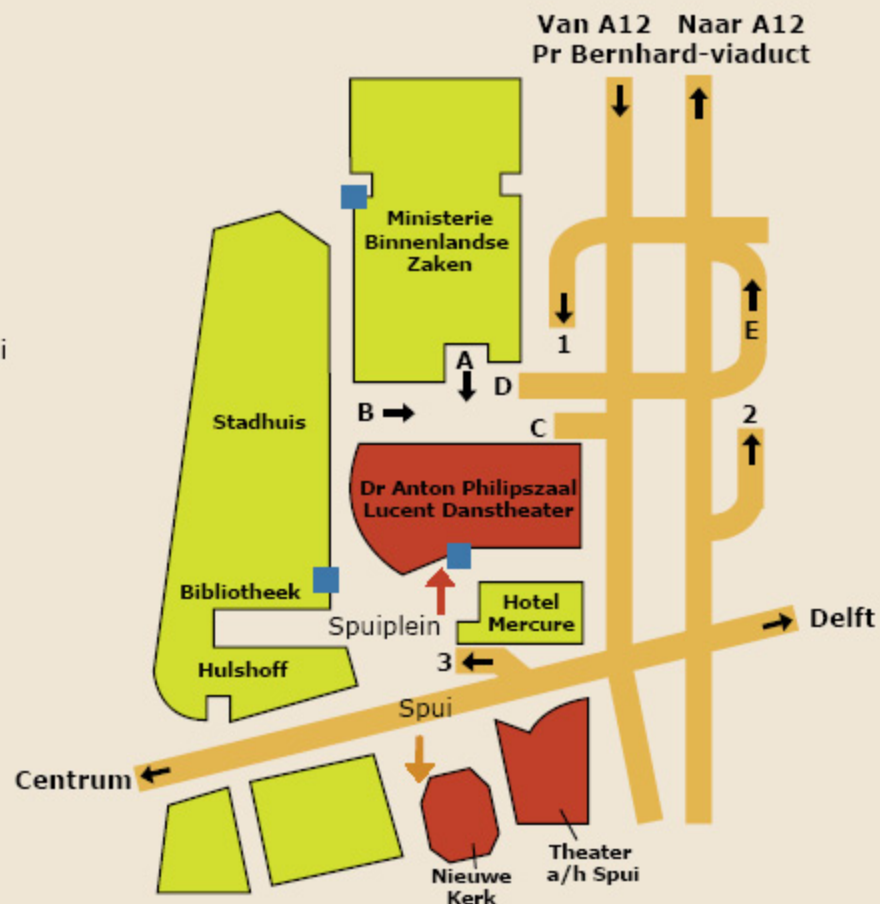 Van A12 Naar A12
Pr Bernhard-viaduct
Ministerie
Binnenlandse
Zaken
i
1
E
A
D
B
C
2
Stadhuis
Dr Anton Philipszaal
Lucent Danstheater
Bibliotheek
Hotel
Mercure
Spuiplein
Delft
3
Hulshoff
Spui
Centrum
Nieuwe
Kerk
Theater
a/h Spui